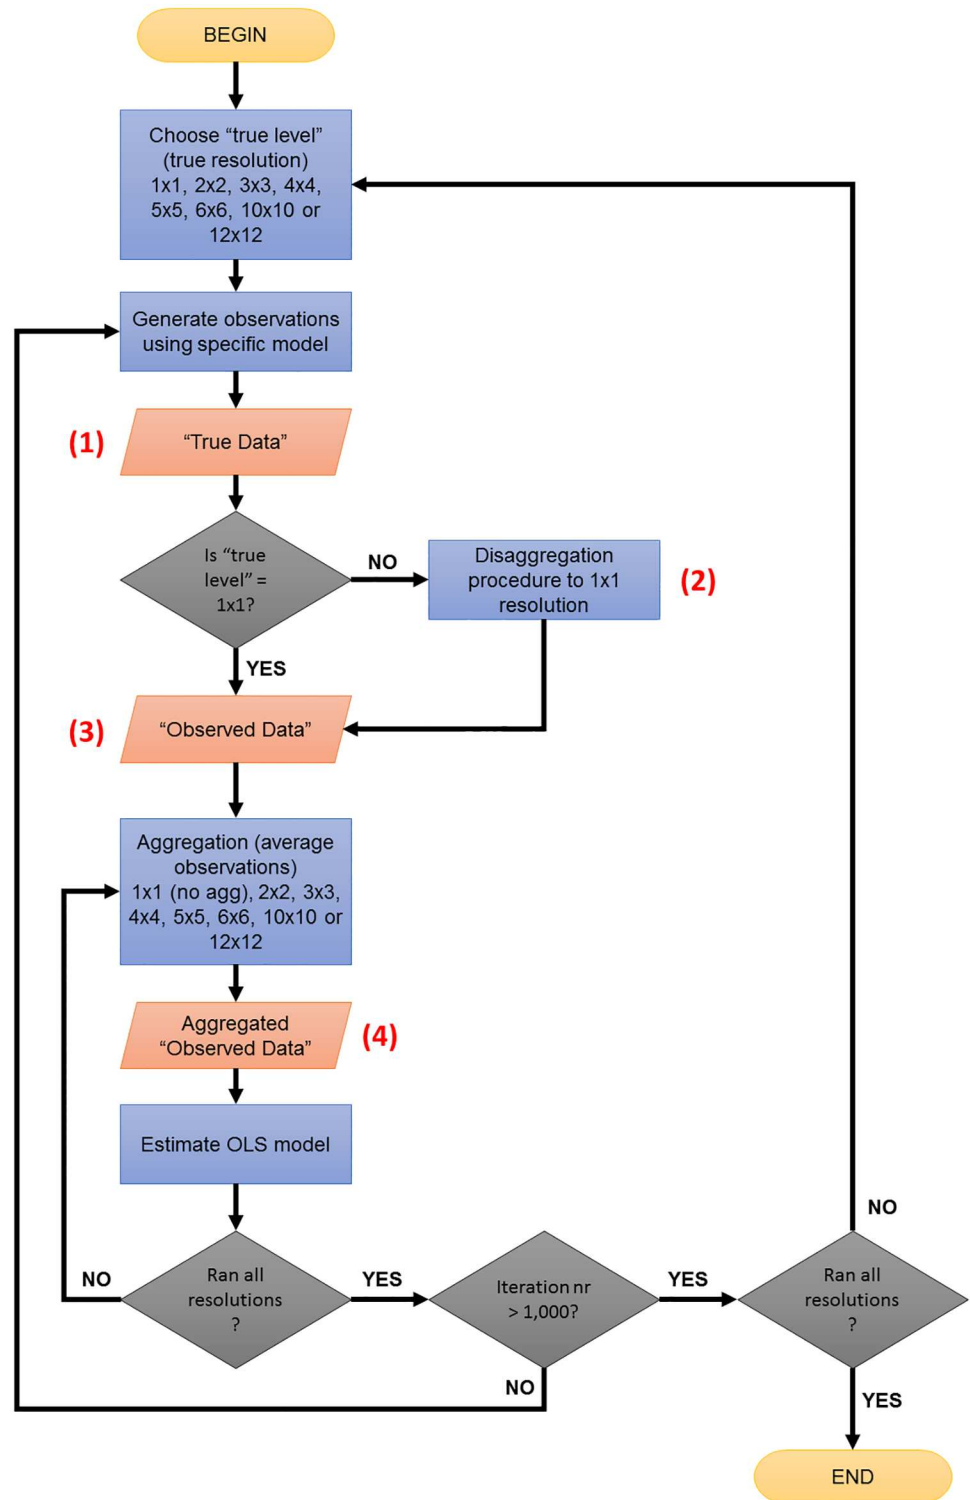 BEGIN
Choose “true level”
(true resolution)
1x1, 2x2, 3x3, 4x4,
5x5, 6x6, 10x10 or
12x12
Generate observations
using specific model
(1)
“True Data”
Is “true
level” =
1x1?
NO
Disaggregation
procedure to 1x1
resolution
(2)
YES
(3)
“Observed Data”
Aggregation (average
observations)
1x1 (no agg), 2x2, 3x3,
4x4, 5x5, 6x6, 10x10 or
12x12
Aggregated
“Observed Data”
(4)
Estimate OLS model
NO
Ran all
resolutions
?
YES
Iteration nr
> 1,000?
YES
NO
Ran all
resolutions
?
NO
YES
END